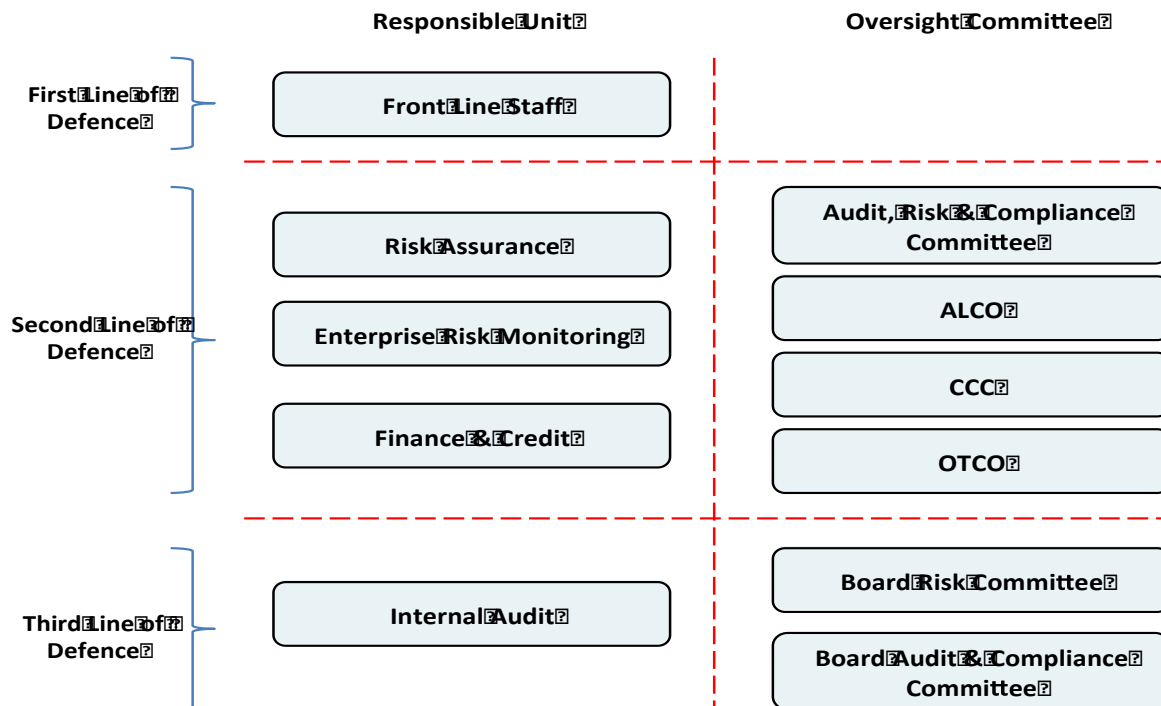 Responsible Unit
Oversight Committee
First Line of
Defence
Front Line Staff
Second Line of
Defence
Risk Assurance
Enterprise Risk Monitoring
Finance & Credit
Audit, Risk & Compliance
Committee
ALCO
CCC
OTCO
Third Line of
Defence
Internal Audit
Board Risk Committee
Board Audit & Compliance
Committee